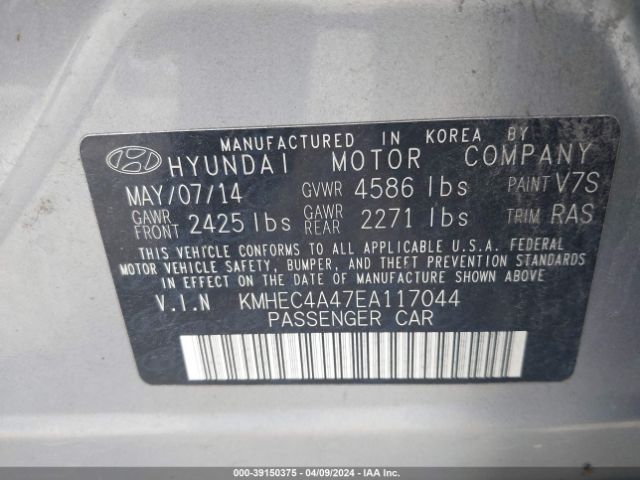 MANUFACTURED IN KOREA BY
HYUNDAI MOTOR COMPANY
MAY/07/14 GVWR 4586 lbs PAINT V7S
GAWR FRONT 2425 lbs GAWR REAR 2271 lbs TRIM RAS
THIS VEHICLE CONFORMS TO ALL APPLICABLE U.S.A. FEDERAL
MOTOR VEHICLE SAFETY, BUMPER, AND THEFT PREVENTION STANDARDS
IN EFFECT ON THE DATE OF MANUFACTURE SHOWN ABOVE.
V.I.N KMHEC4A47EA117044
PASSENGER CAR
000-39150375 - 04/09/2024 - IAA, Inc.